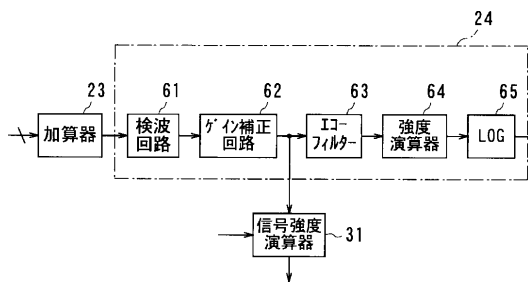 24
23
加算器
61
検波
回路
62
ゲイン補正
回路
63
エコー
フィルター
64
強度
演算器
65
LOG
信号強度
演算器
31